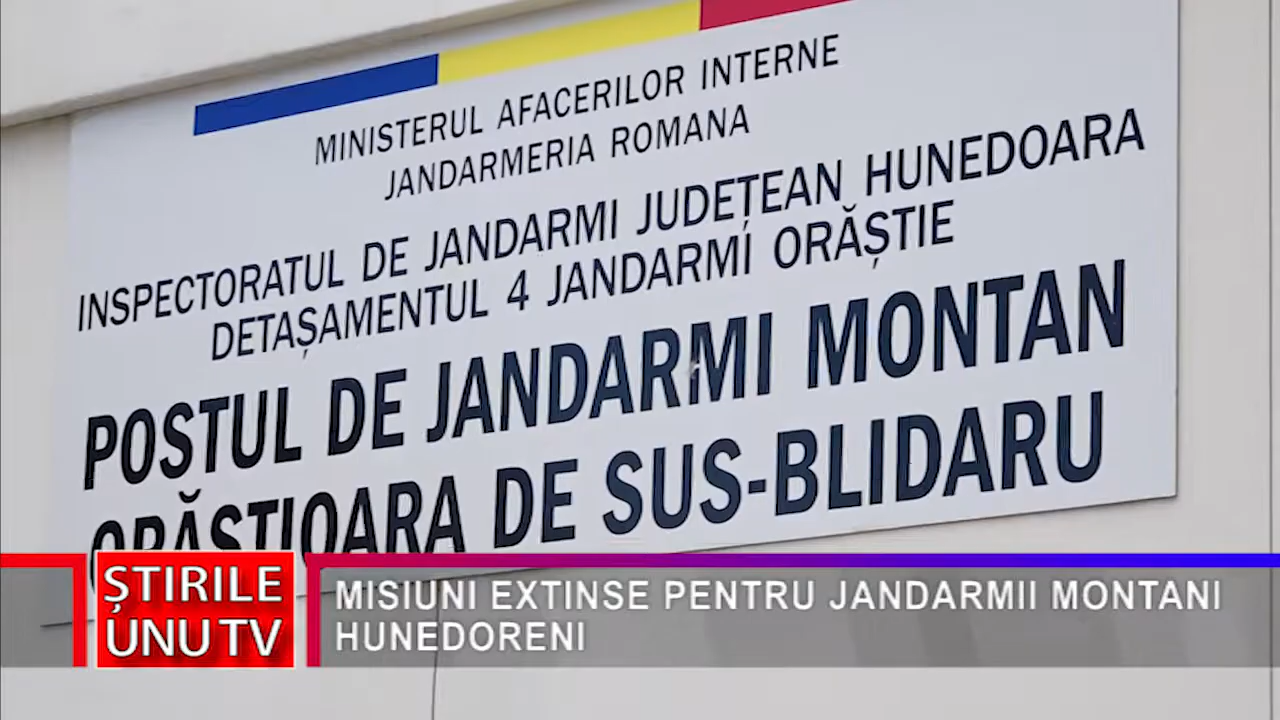 MINISTERUL AFACERILOR INTERNE
JANDARMERIA ROMANA
INSPECTORATUL DE JANDARMI JUDEȚEAN HUNEDOARA
DETAȘAMENTUL 4 JANDARMI ORĂȘTIE
POSTUL DE JANDARMI MONTAN
ORĂȘTIOARA DE SUS-BLIDARU
ȘTIRILE
UNU TV
MISIUNI EXTINSE PENTRU JANDARMII MONTANI
HUNEDORENI